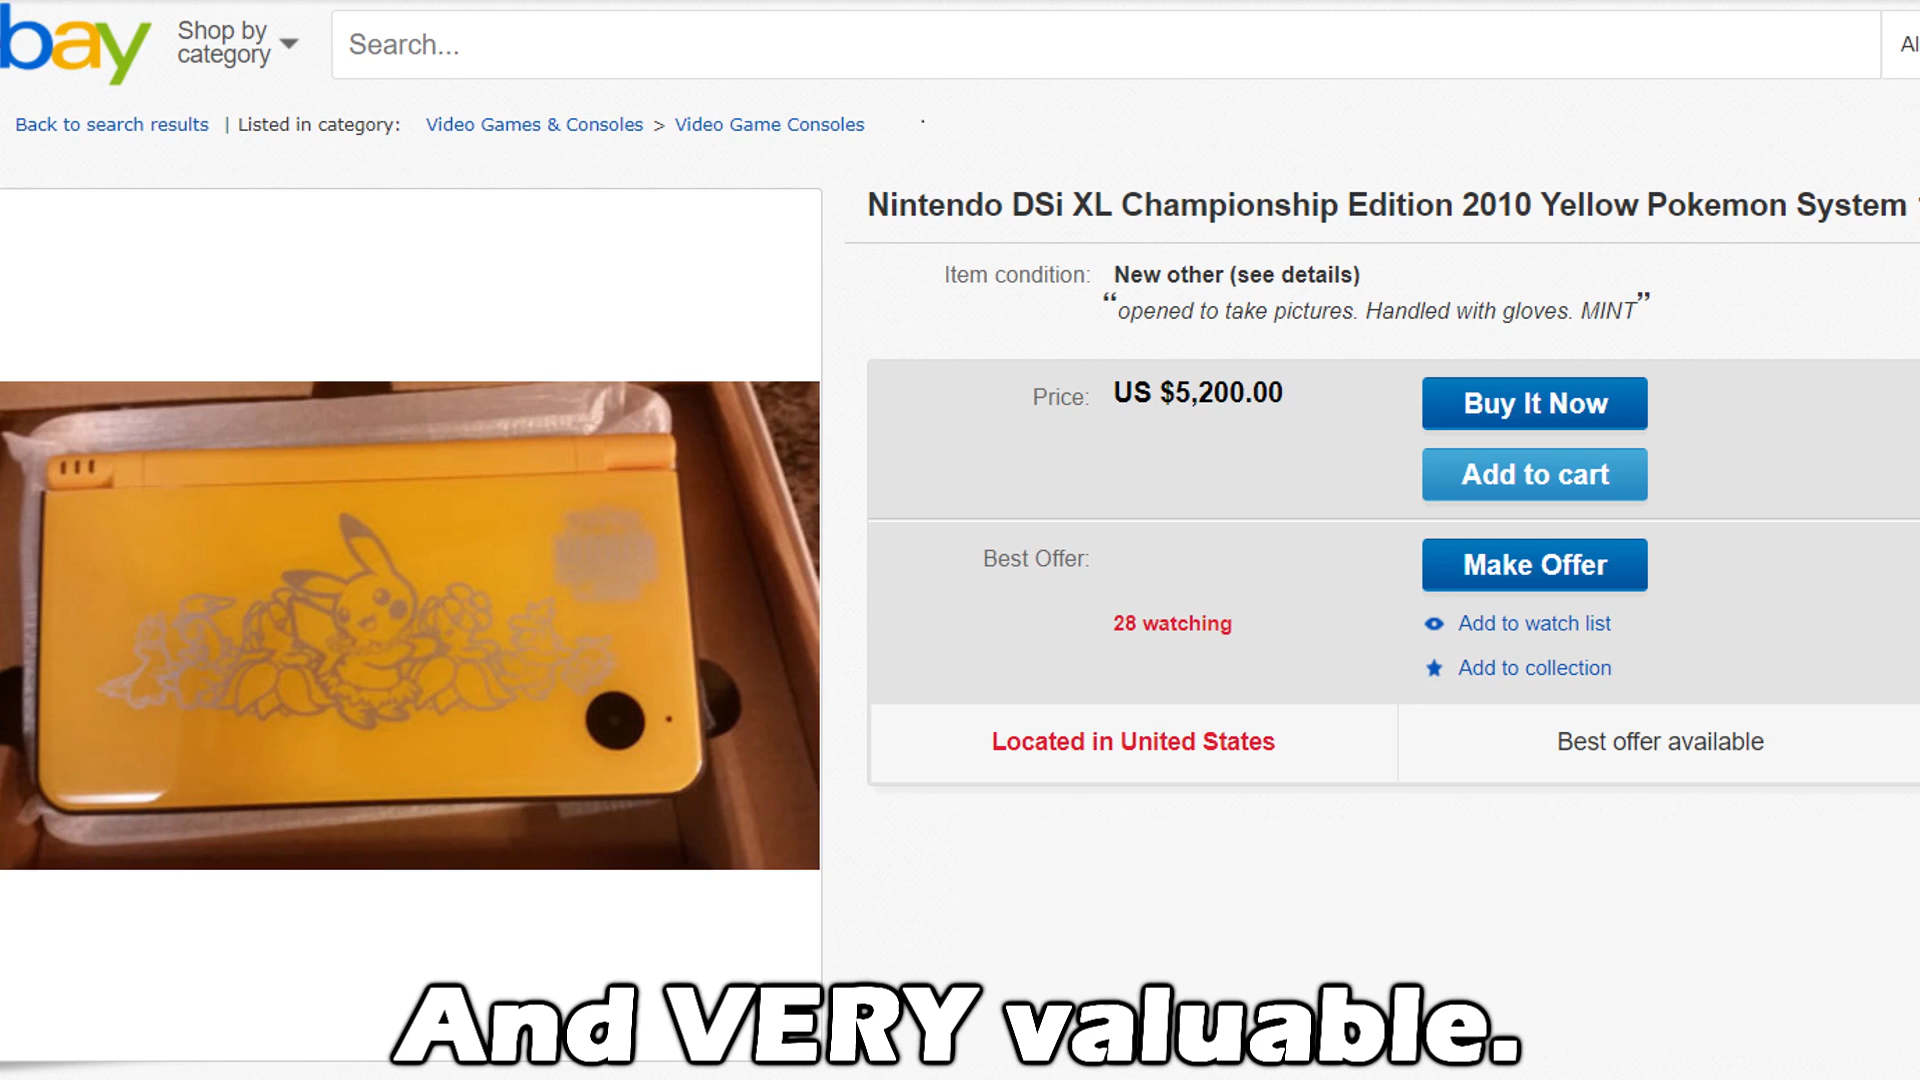 bay
Shop by
category
Search...
Al
Back to search results | Listed in category: Video Games & Consoles > Video Game Consoles
Nintendo DSi XL Championship Edition 2010 Yellow Pokemon System
Item condition: New other (see details)
“opened to take pictures. Handled with gloves. MINT”
Price: US $5,200.00
Buy It Now
Add to cart
Best Offer:
Make Offer
28 watching
Add to watch list
Add to collection
Located in United States
Best offer available
And VERY valuable.